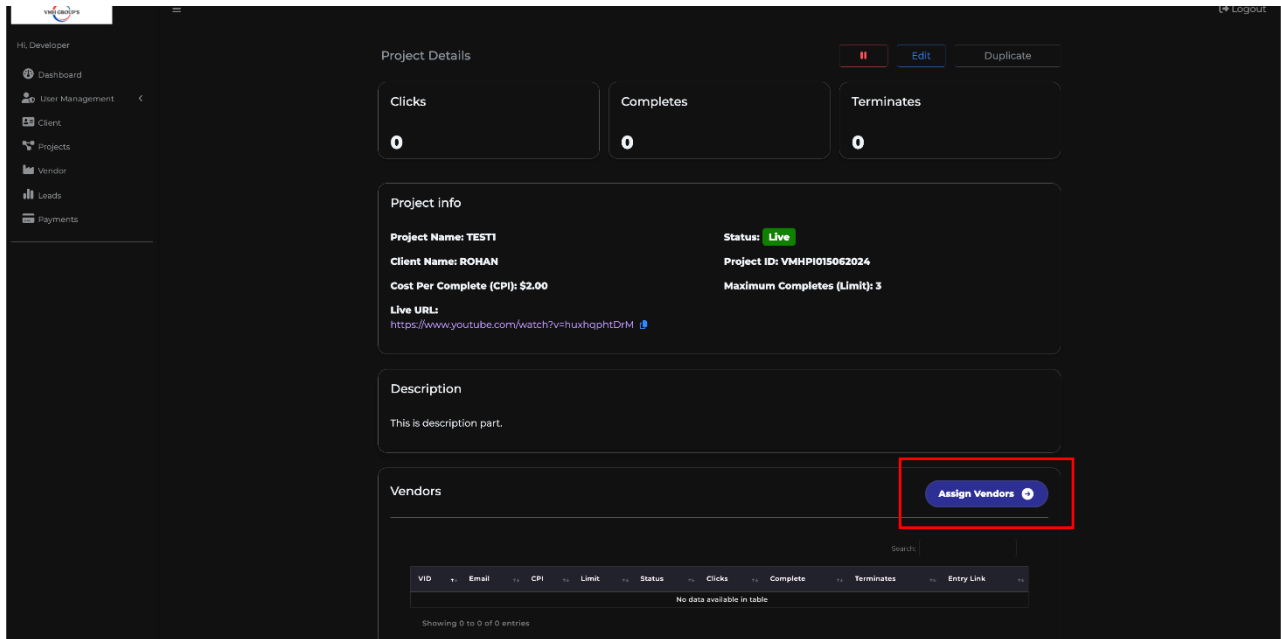 VMH GROUP'S
Logout
Hi, Developer
Dashboard
User Management
Client
Projects
Vendor
Leads
Payments
Project Details
Edit
Duplicate
Clicks
0
Completes
0
Terminates
0
Project info
Project Name: TEST1
Status: Live
Client Name: ROHAN
Project ID: VMHPI015062024
Cost Per Complete (CPI): $2.00
Maximum Completes (Limit): 3
Live URL:
https://www.youtube.com/watch?v=huxhqphtDrM
Description
This is description part.
Vendors
Assign Vendors
Search:
VID Email CPI Limit Status Clicks Complete Terminates Entry Link
No data available in table
Showing 0 to 0 of 0 entries